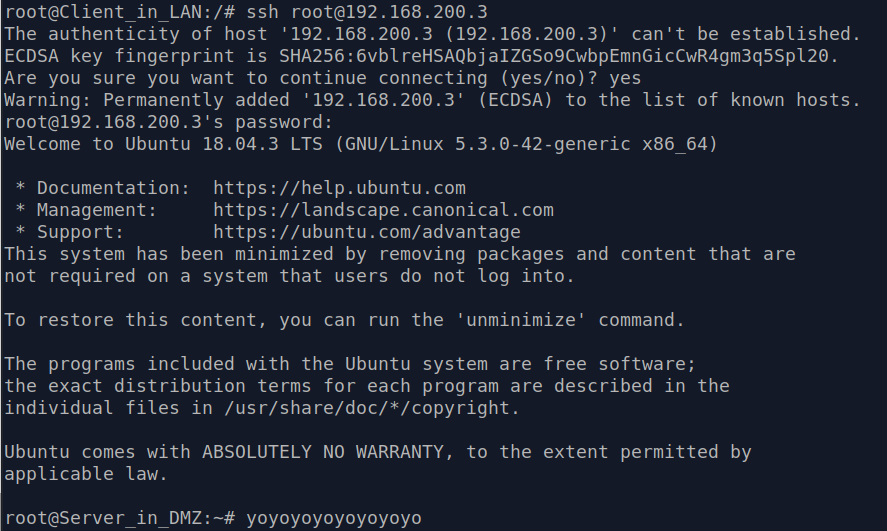 root@Client_in_LAN:/# ssh root@192.168.200.3
The authenticity of host '192.168.200.3 (192.168.200.3)' can't be established.
ECDSA key fingerprint is SHA256:6vblreHSAQbjaIZGSo9CwbpEmnGicCwR4gm3q5Spl20.
Are you sure you want to continue connecting (yes/no)? yes
Warning: Permanently added '192.168.200.3' (ECDSA) to the list of known hosts.
root@192.168.200.3's password:
Welcome to Ubuntu 18.04.3 LTS (GNU/Linux 5.3.0-42-generic x86_64)

 * Documentation:  https://help.ubuntu.com
 * Management:     https://landscape.canonical.com
 * Support:        https://ubuntu.com/advantage
This system has been minimized by removing packages and content that are
not required on a system that users do not log into.

To restore this content, you can run the 'unminimize' command.

The programs included with the Ubuntu system are free software;
the exact distribution terms for each program are described in the
individual files in /usr/share/doc/*/copyright.

Ubuntu comes with ABSOLUTELY NO WARRANTY, to the extent permitted by
applicable law.

root@Server_in_DMZ:~# yoyoyoyoyoyoyoyo